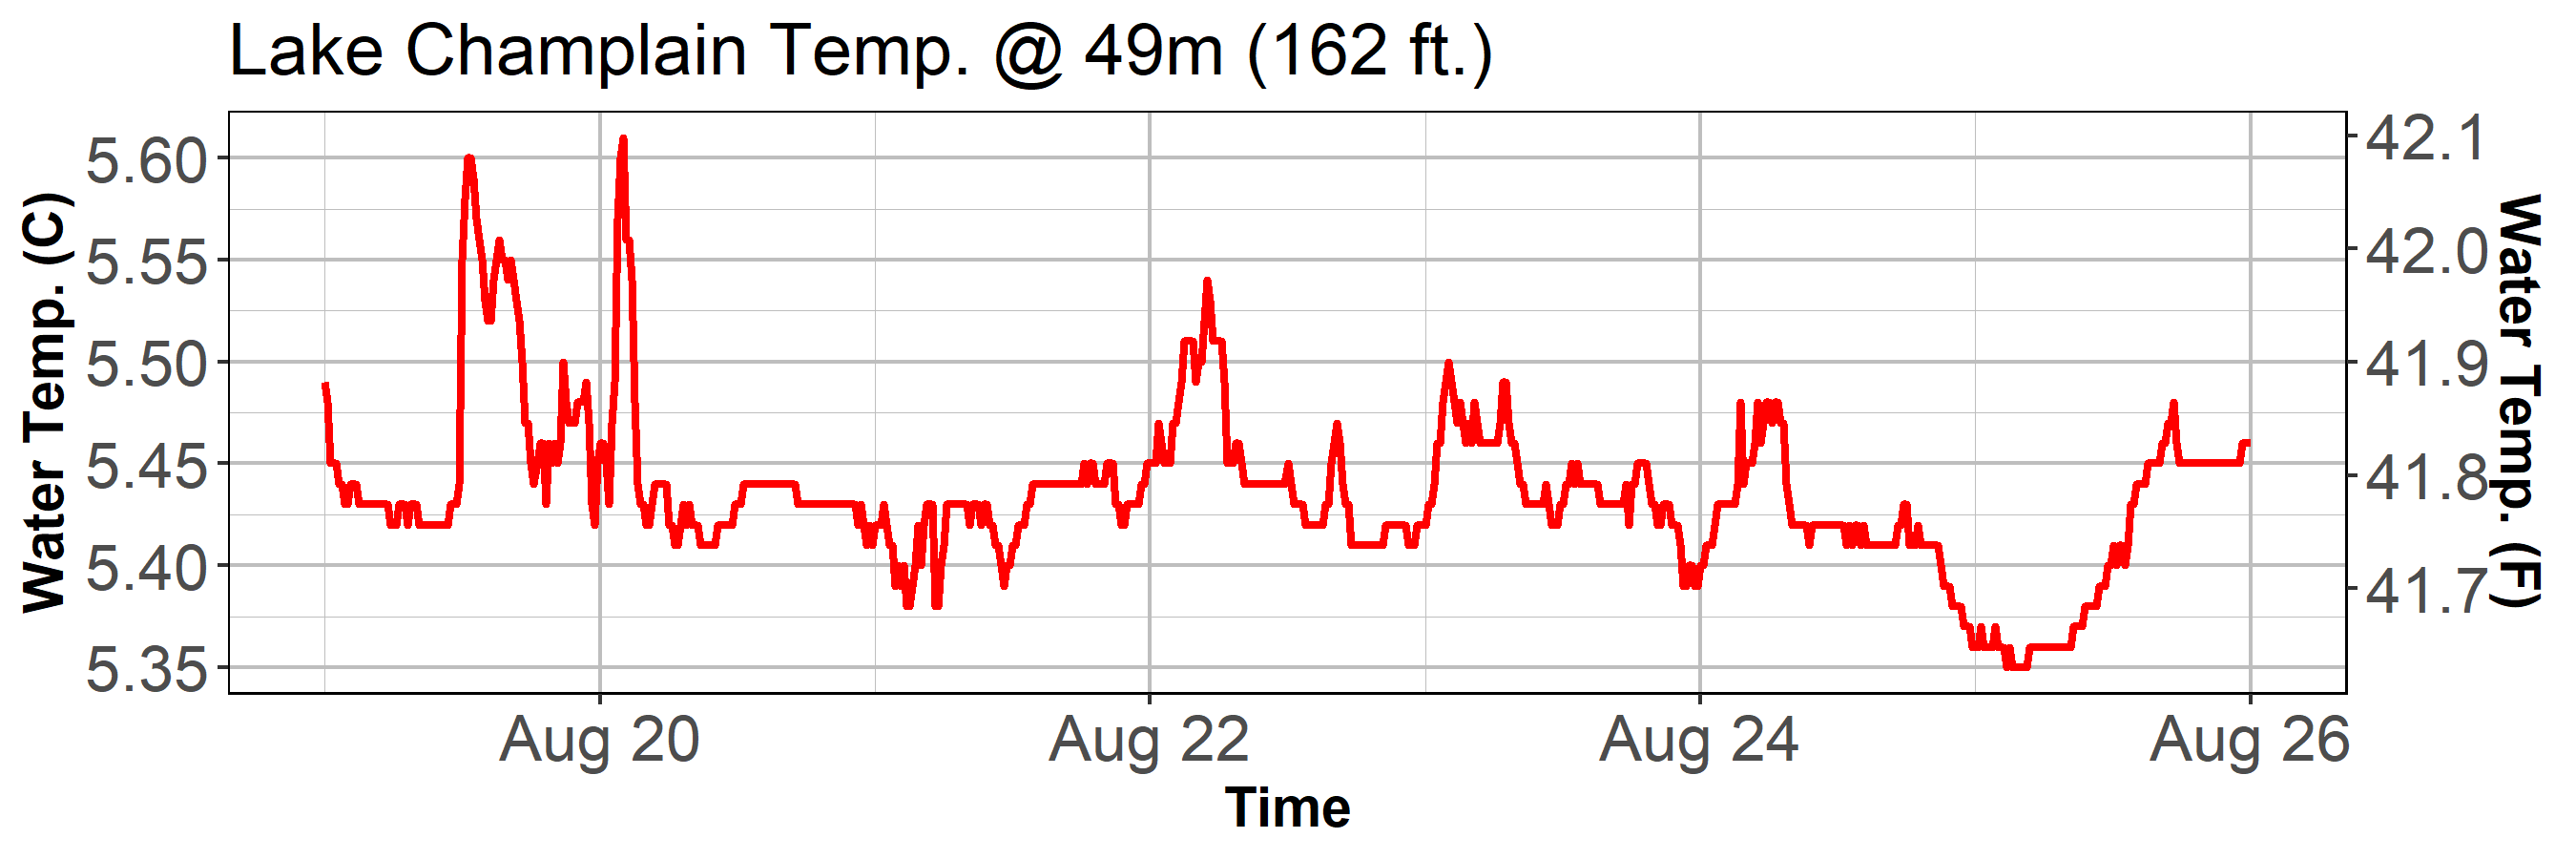 Lake Champlain Temp. @ 49m (162 ft.)
Water Temp. (C)
5.60
5.55
5.50
5.45
5.40
5.35
42.1
42.0
41.9
41.8
41.7
Water Temp. (F)
Aug 20 Aug 22 Aug 24 Aug 26
Time